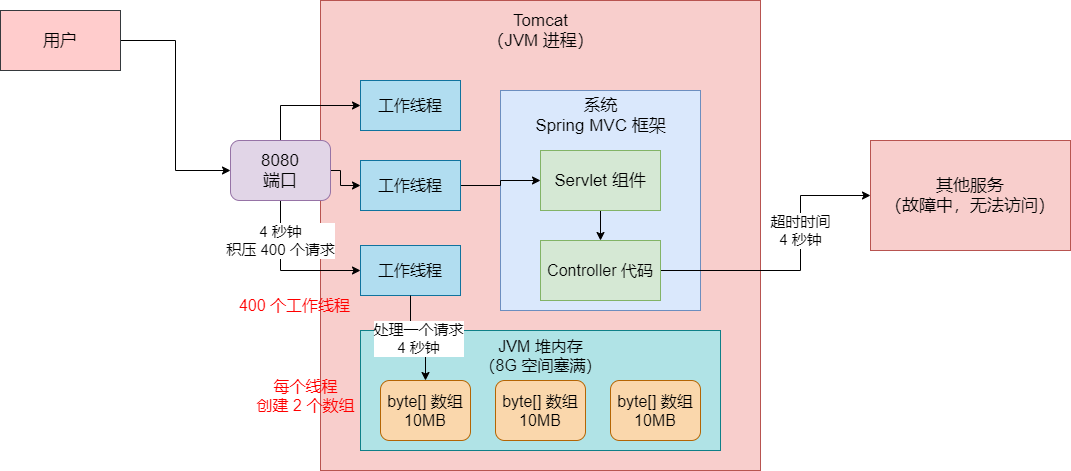 用户
Tomcat
（JVM 进程）
工作线程
系统
Spring MVC 框架
8080
端口
工作线程
Servlet 组件
其他服务
（故障中，无法访问）
超时时间
4 秒钟
4 秒钟
积压 400 个请求
工作线程
Controller 代码
400 个工作线程
处理一个请求
4 秒钟
JVM 堆内存
（8G 空间塞满）
每个线程
创建 2 个数组
byte[] 数组
10MB
byte[] 数组
10MB
byte[] 数组
10MB